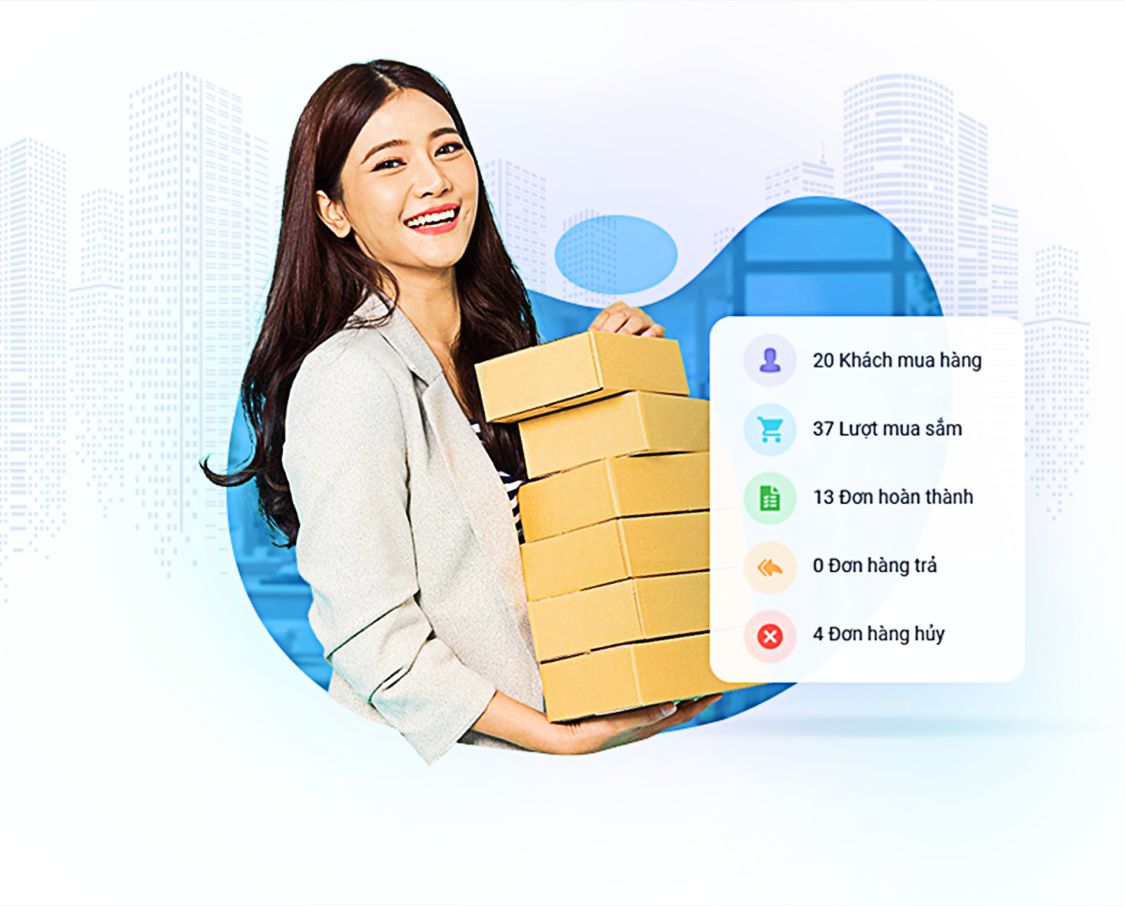 20 Khách mua hàng
37 Lượt mua sắm
13 Đơn hoàn thành
0 Đơn hàng trả
4 Đơn hàng hủy